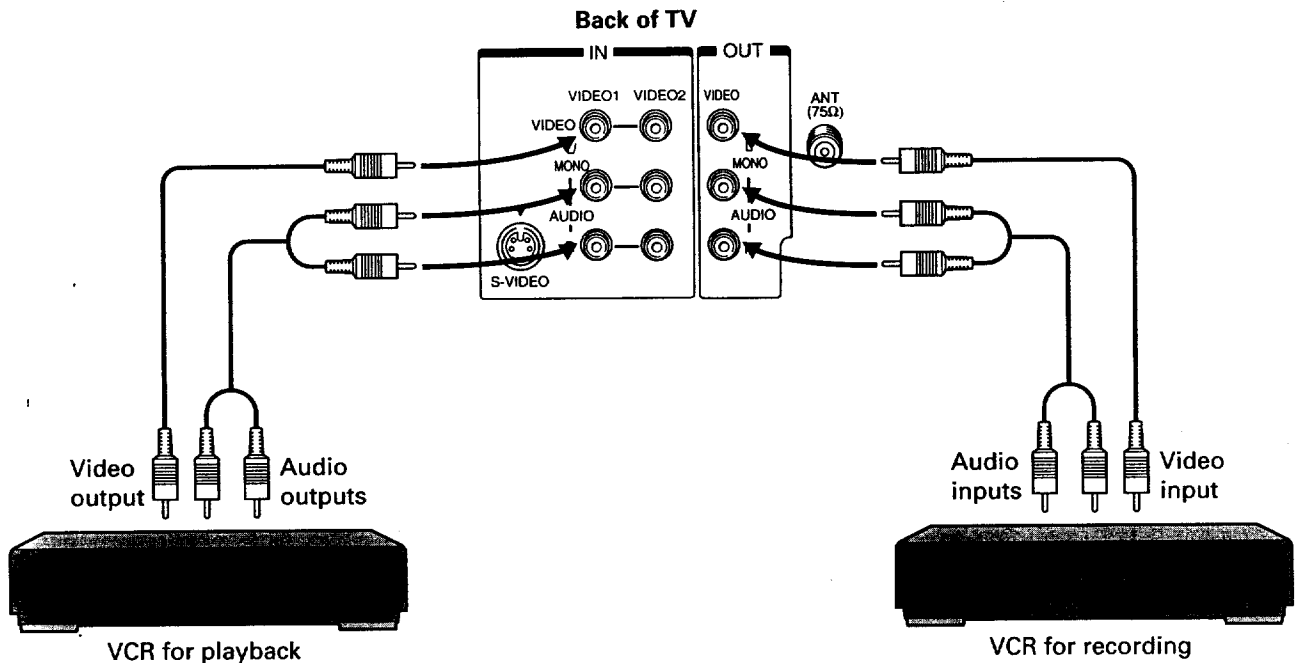 Back of TV
IN
OUT
VIDEO1 VIDEO2
VIDEO
VIDEO
ANT
(75Ω)
MONO
MONO
AUDIO
AUDIO
S-VIDEO
Video
output
Audio
outputs
Audio
inputs
Video
input
VCR for playback
VCR for recording